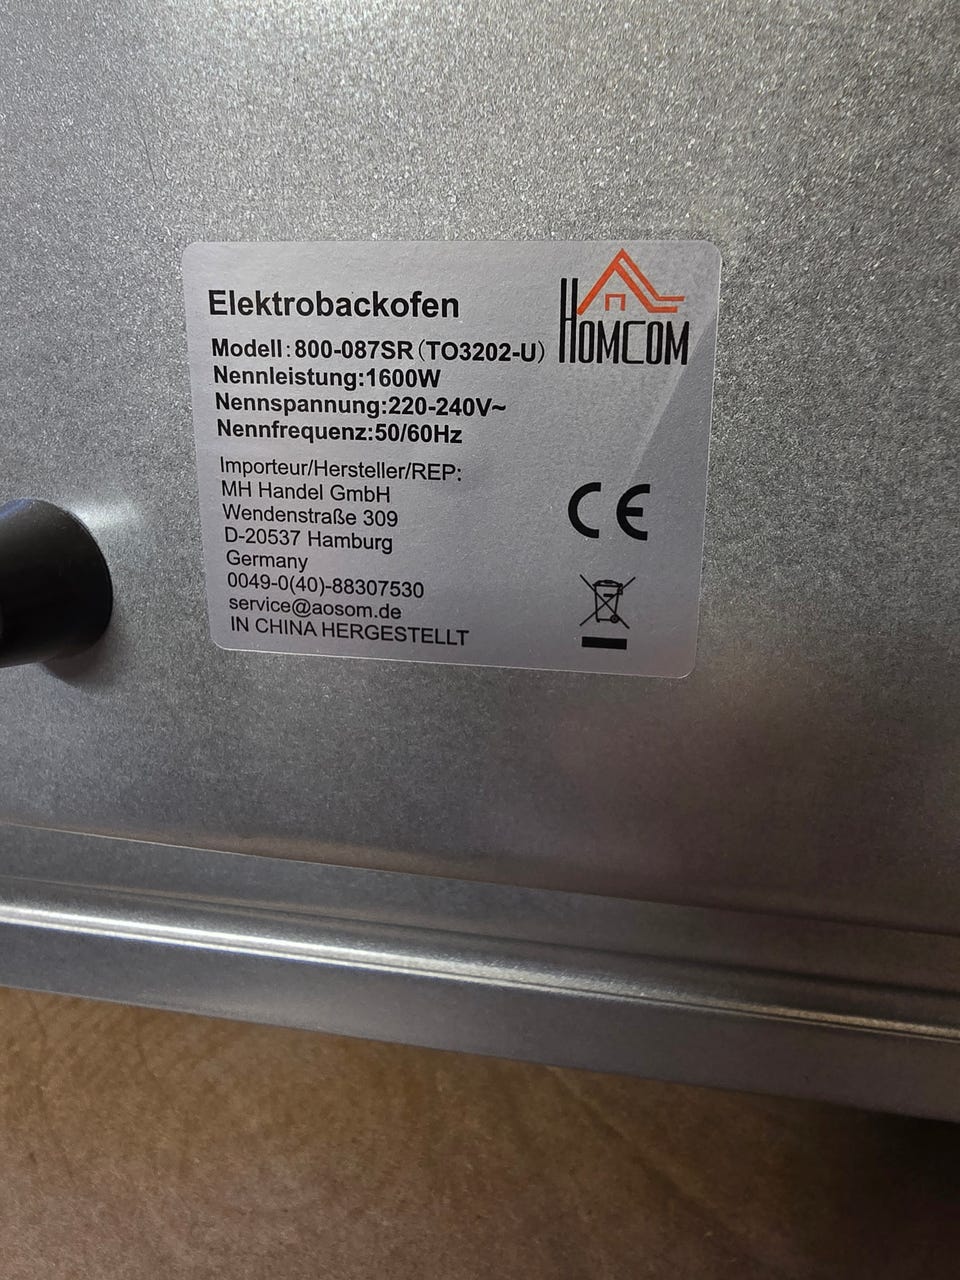 Elektrobackofen
HOMCOM
Modell:800-087SR(TO3202-U)
Nennleistung:1600W
Nennspannung:220-240V~
Nennfrequenz:50/60Hz
Importeur/Hersteller/REP:
MH Handel GmbH
Wendenstraße 309
D-20537 Hamburg
Germany
0049-0(40)-88307530
service@aosom.de
IN CHINA HERGESTELLT
CE